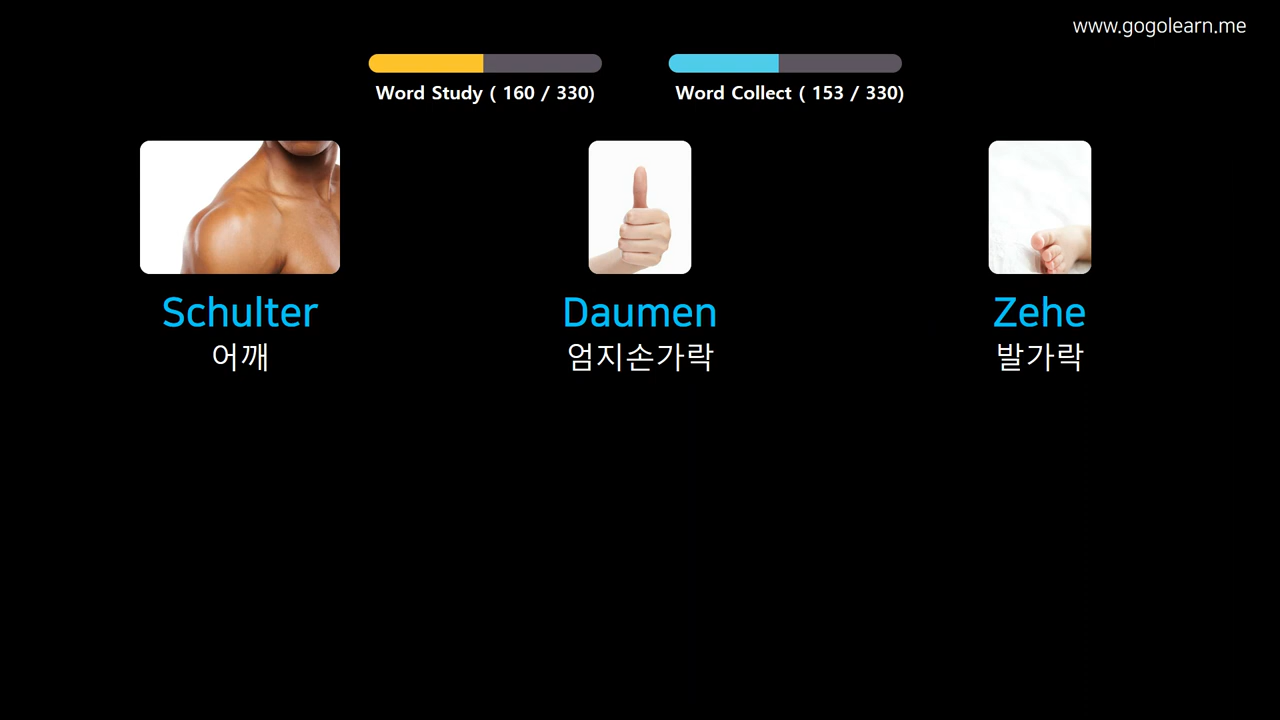 www.gogolearn.me
Word Study ( 160 / 330)
Word Collect ( 153 / 330)
Schulter
어깨
Daumen
엄지손가락
Zehe
발가락